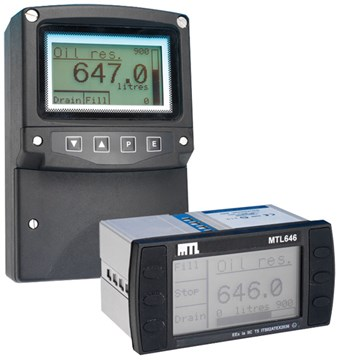 Oil res. 900
647.0
litres
Drain Fill 0
▼ ▲ P E
MTL MTL646
Fill Oil res.
Stop 646.0
litres
Drain 0 900